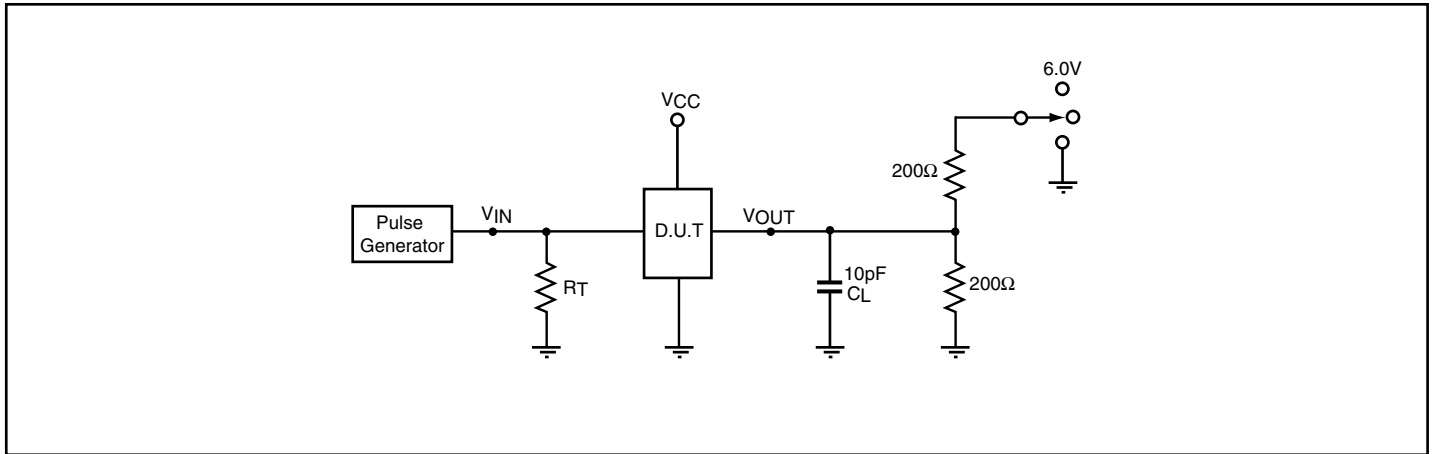 6.0V
VCC
200Ω
Pulse
Generator
VIN
D.U.T
VOUT
RT
10pF
CL
200Ω